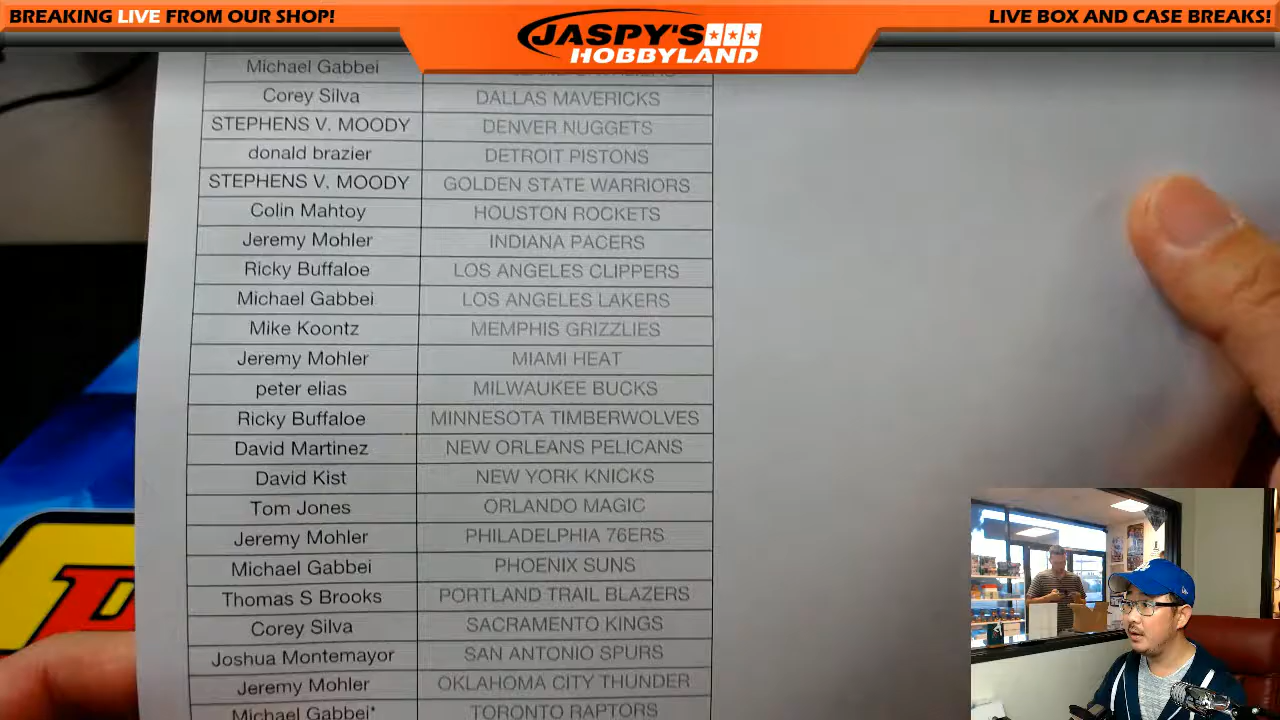 BREAKING LIVE FROM OUR SHOP!
JASPY'S
HOBBYLAND
LIVE BOX AND CASE BREAKS!
Michael Gabbei
Corey Silva DALLAS MAVERICKS
STEPHENS V. MOODY DENVER NUGGETS
donald brazier DETROIT PISTONS
STEPHENS V. MOODY GOLDEN STATE WARRIORS
Colin Mahtoy HOUSTON ROCKETS
Jeremy Mohler INDIANA PACERS
Ricky Buffaloe LOS ANGELES CLIPPERS
Michael Gabbei LOS ANGELES LAKERS
Mike Koontz MEMPHIS GRIZZLIES
Jeremy Mohler MIAMI HEAT
peter elias MILWAUKEE BUCKS
Ricky Buffaloe MINNESOTA TIMBERWOLVES
David Martinez NEW ORLEANS PELICANS
David Kist NEW YORK KNICKS
Tom Jones ORLANDO MAGIC
Jeremy Mohler PHILADELPHIA 76ERS
Michael Gabbei PHOENIX SUNS
Thomas S Brooks PORTLAND TRAIL BLAZERS
Corey Silva SACRAMENTO KINGS
Joshua Montemayor SAN ANTONIO SPURS
Jeremy Mohler OKLAHOMA CITY THUNDER
Michael Gabbei* TORONTO RAPTORS